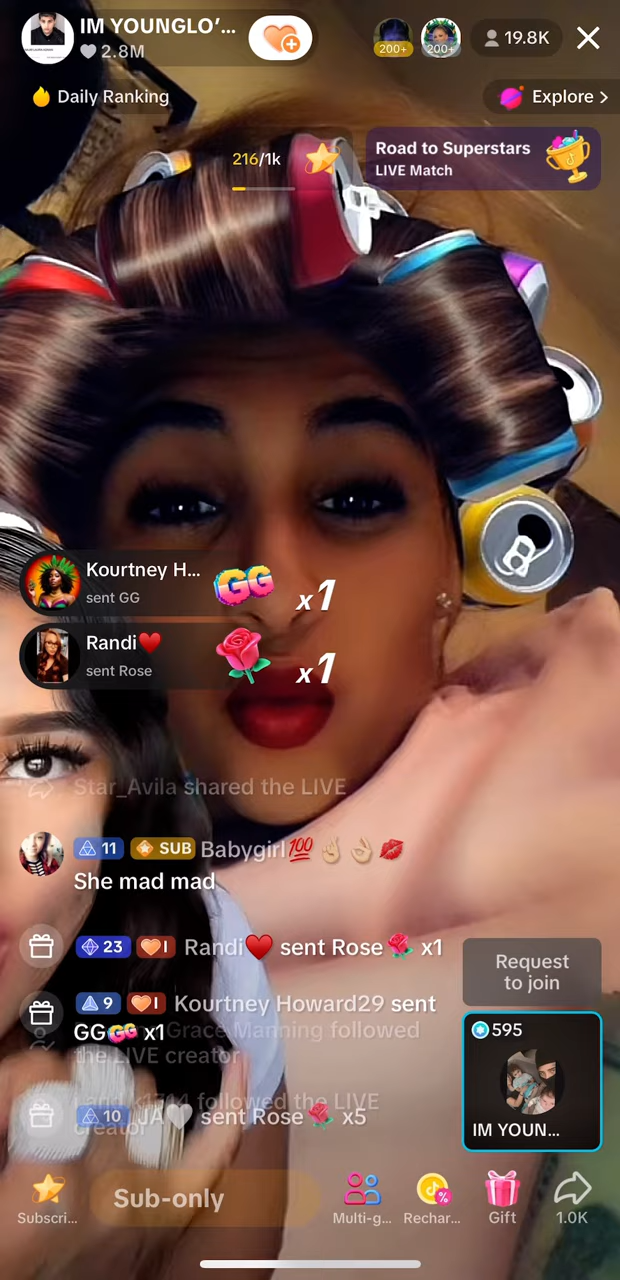 IM YOUNGLO’...
2.8M
200+
200+
19.8K
Daily Ranking
Explore >
216/1k
Road to Superstars
LIVE Match
Kourtney H...
sent GG
GG
x1
Randi❤️
sent Rose
x1
Star_Avila shared the LIVE
11 SUB Babygirl💯✌🏼👌🏼💋
She mad mad
23 I Randi❤️ sent Rose 🌹 x1
9 I Kourtney Howard29 sent
GG GG x1
Grace Manning followed
the LIVE creator
followed the LIVE
creator
10 JA🤍 sent Rose 🌹 x5
Request
to join
595
IM YOUN...
Subscri...
Sub-only
Multi-g...
Rechar...
Gift
1.0K